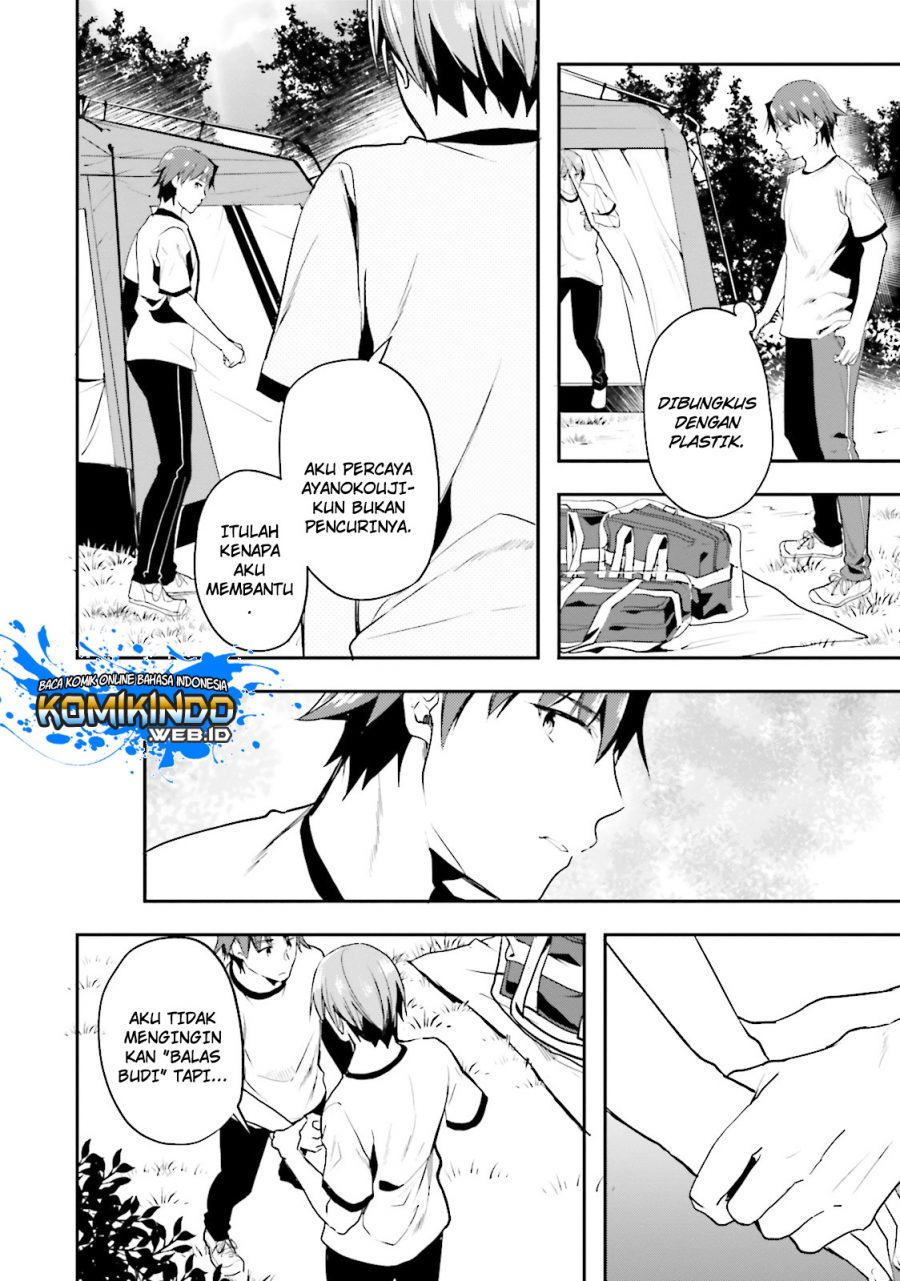 DIBUNGKUS
DENGAN
PLASTIK.
AKU PERCAYA
AYANOKOUJI-
KUN BUKAN
PENCURINYA.
ITULAH
KENAPA
AKU
MEMBANTU
.
BACA KOMIK ONLINE BAHASA INDONESIA
KOMIKINDO
.WEB.ID
AKU TIDAK
MENGINGIN
KAN "BALAS
BUDI" TAPI...